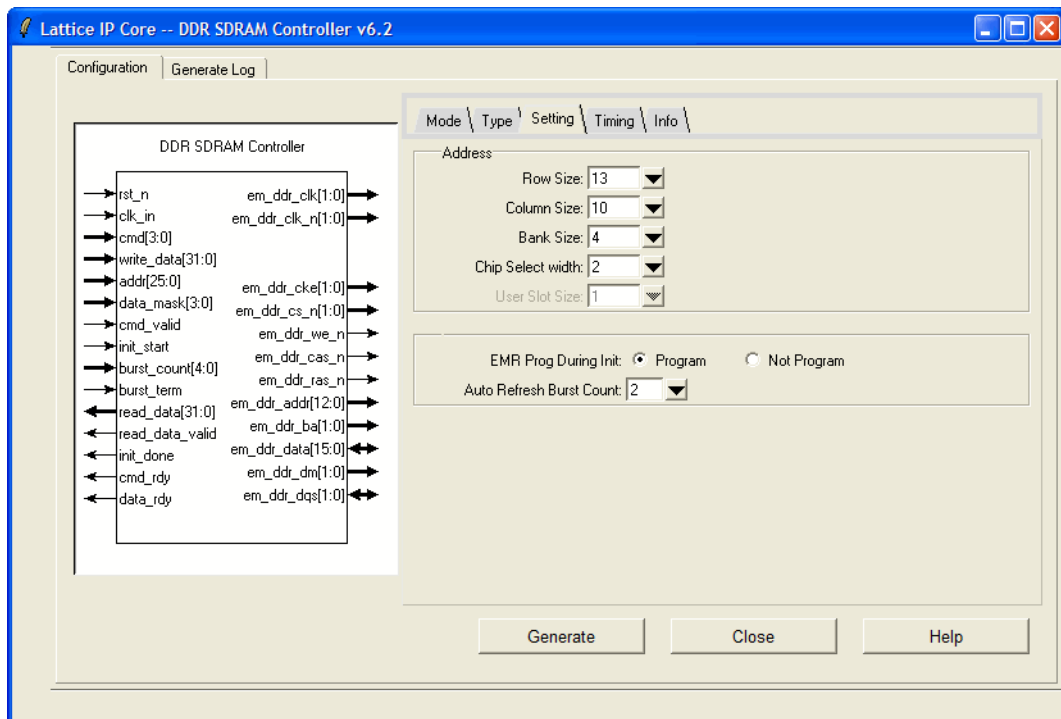 Lattice IP Core -- DDR SDRAM Controller v6.2
Configuration
Generate Log
DDR SDRAM Controller
rst_n
clk_in
cmd[3:0]
write_data[31:0]
addr[25:0]
data_mask[3:0]
cmd_valid
init_start
burst_count[4:0]
burst_term
read_data[31:0]
read_data_valid
init_done
cmd_rdy
data_rdy
em_ddr_clk[1:0]
em_ddr_clk_n[1:0]
em_ddr_cke[1:0]
em_ddr_cs_n[1:0]
em_ddr_we_n
em_ddr_cas_n
em_ddr_ras_n
em_ddr_addr[12:0]
em_ddr_ba[1:0]
em_ddr_data[15:0]
em_ddr_dm[1:0]
em_ddr_dqs[1:0]
Mode Type Setting Timing Info
Address
Row Size: 13
Column Size: 10
Bank Size: 4
Chip Select width: 2
User Slot Size: 1
EMR Prog During Init: Program Not Program
Auto Refresh Burst Count: 2
Generate Close Help